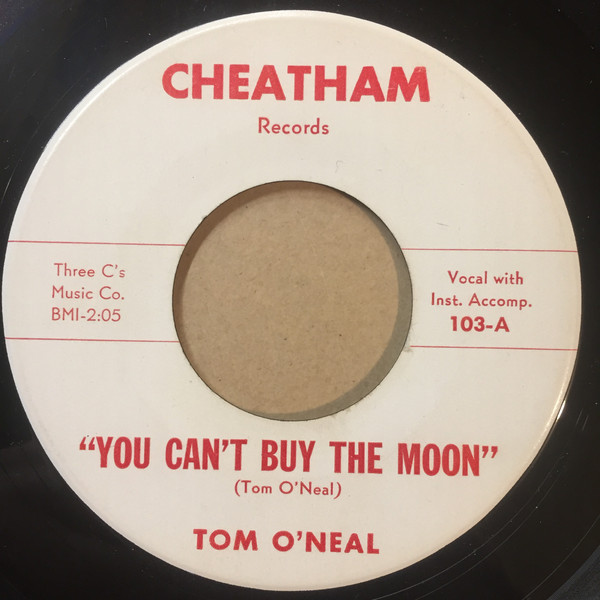 CHEATHAM
Records
Three C's
Music Co.
BMI-2:05
Vocal with
Inst. Accomp.
103-A
"YOU CAN'T BUY THE MOON"
(Tom O'Neal)
TOM O'NEAL